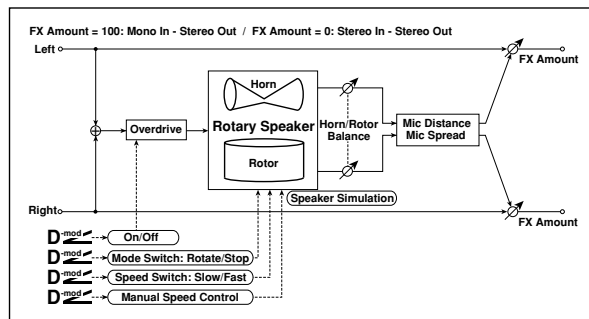 FX Amount = 100: Mono In - Stereo Out / FX Amount = 0: Stereo In - Stereo Out
Left
FX Amount
Horn
Overdrive
Rotary Speaker
Horn/Rotor
Balance
Mic Distance
Mic Spread
Rotor
Speaker Simulation
Right
FX Amount
D-mod
On/Off
D-mod
Mode Switch: Rotate/Stop
D-mod
Speed Switch: Slow/Fast
D-mod
Manual Speed Control